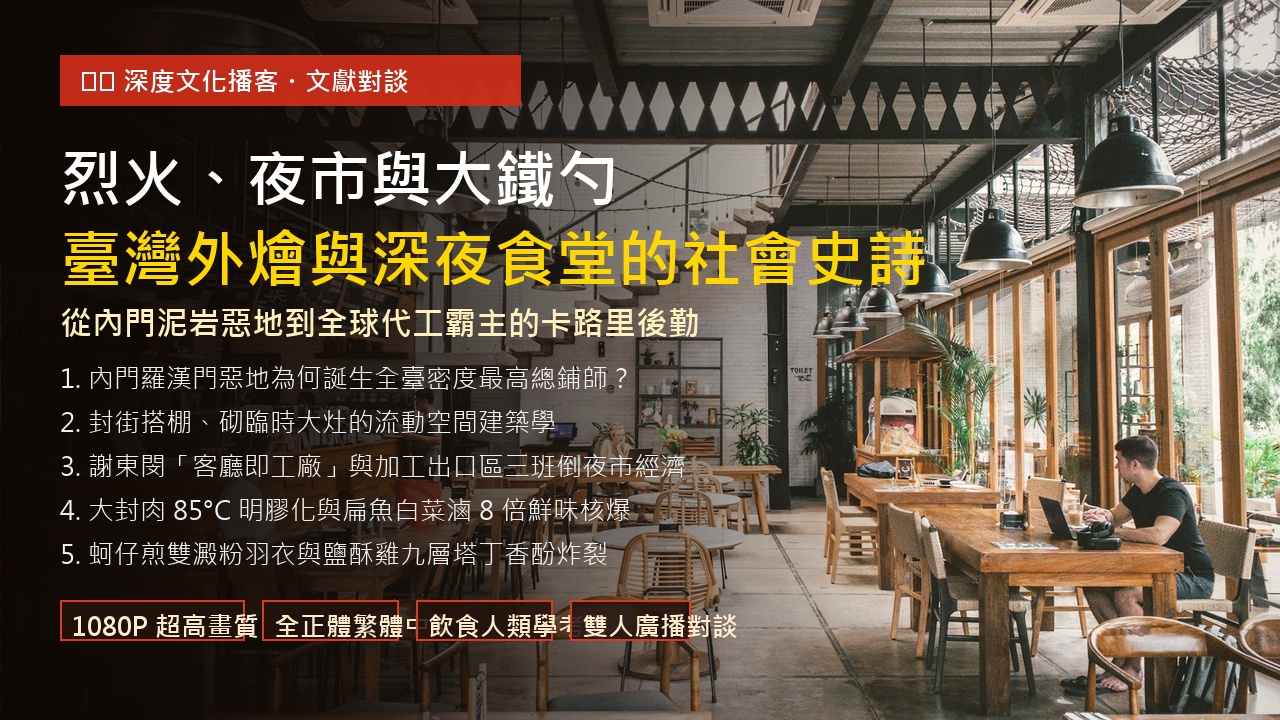 深度文化播客・文獻對談
烈火、夜市與大鐵勺
臺灣外燴與深夜食堂的社會史詩
從內門泥岩惡地到全球代工霸主的卡路里後勤
1. 內門羅漢門惡地為何誕生全臺密度最高總鋪師？
2. 封街搭棚、砌臨時大灶的流動空間建築學
3. 謝東閔「客廳即工廠」與加工出口區三班倒夜市經濟
4. 大封肉 85°C 明膠化與扁魚白菜滷 8 倍鮮味核爆
5. 蚵仔煎雙澱粉羽衣與鹽酥雞九層塔丁香酚炸裂
1080P 超高畫質 全正體繁體中 飲食人類學考 雙人廣播對談
TOILET